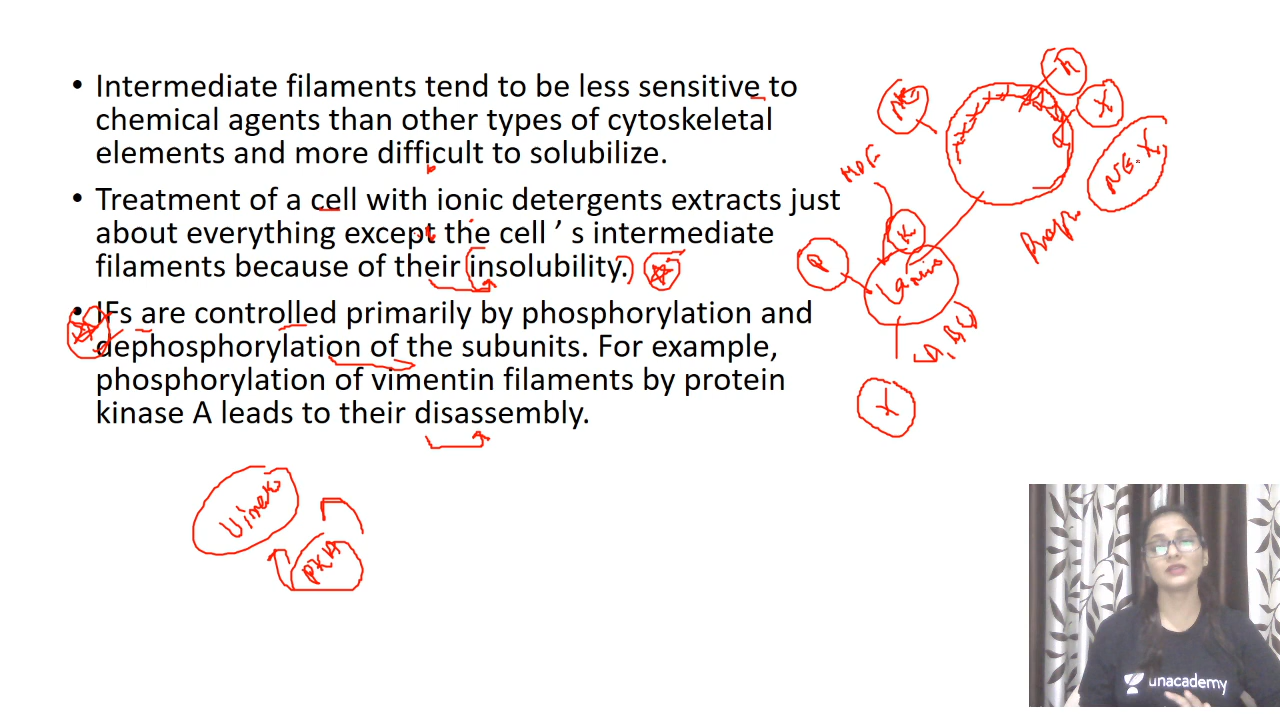 • Intermediate filaments tend to be less sensitive to
chemical agents than other types of cytoskeletal
elements and more difficult to solubilize.
• Treatment of a cell with ionic detergents extracts just
about everything except the cell ’ s intermediate
filaments because of their insolubility.
• IFs are controlled primarily by phosphorylation and
dephosphorylation of the subunits. For example,
phosphorylation of vimentin filaments by protein
kinase A leads to their disassembly.
NE
n
X
NE X
K
P
Lamin
PKA
unacademy